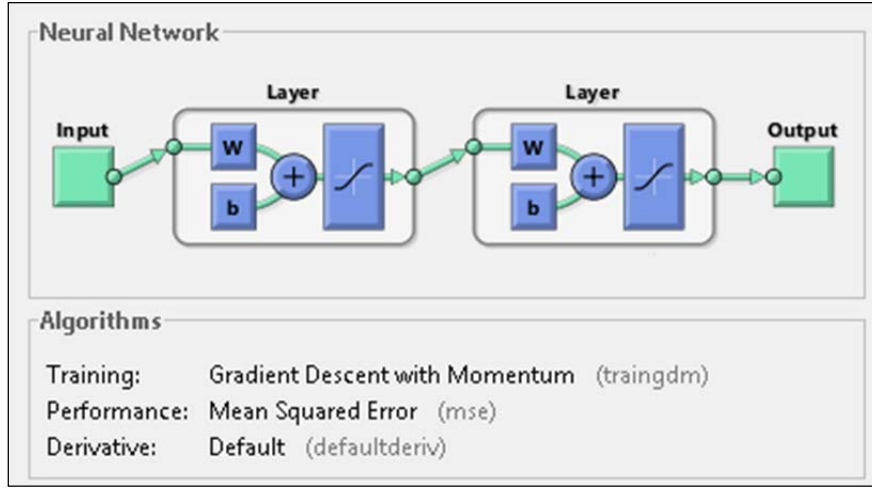 Neural Network
Layer
Layer
Input
Output
W
W
+
+
b
b
Algorithms
Training: Gradient Descent with Momentum (traingdm)
Performance: Mean Squared Error (mse)
Derivative: Default (defaultderiv)